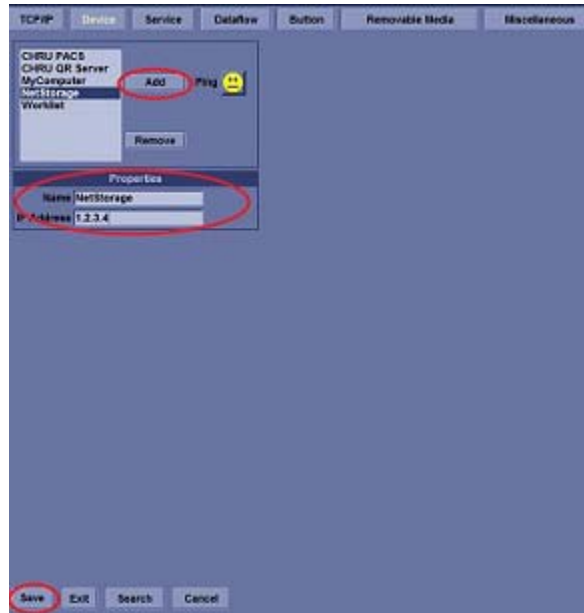 TCP/IP Device Service Dataflow Button Removable Media Miscellaneous
CHRU PACS
CHRU QR Server
MyComputer
NetStorage
Worklist
Add Ping
Remove
Properties
Name NetStorage
IP Address 1.2.3.4
Save Exit Search Cancel